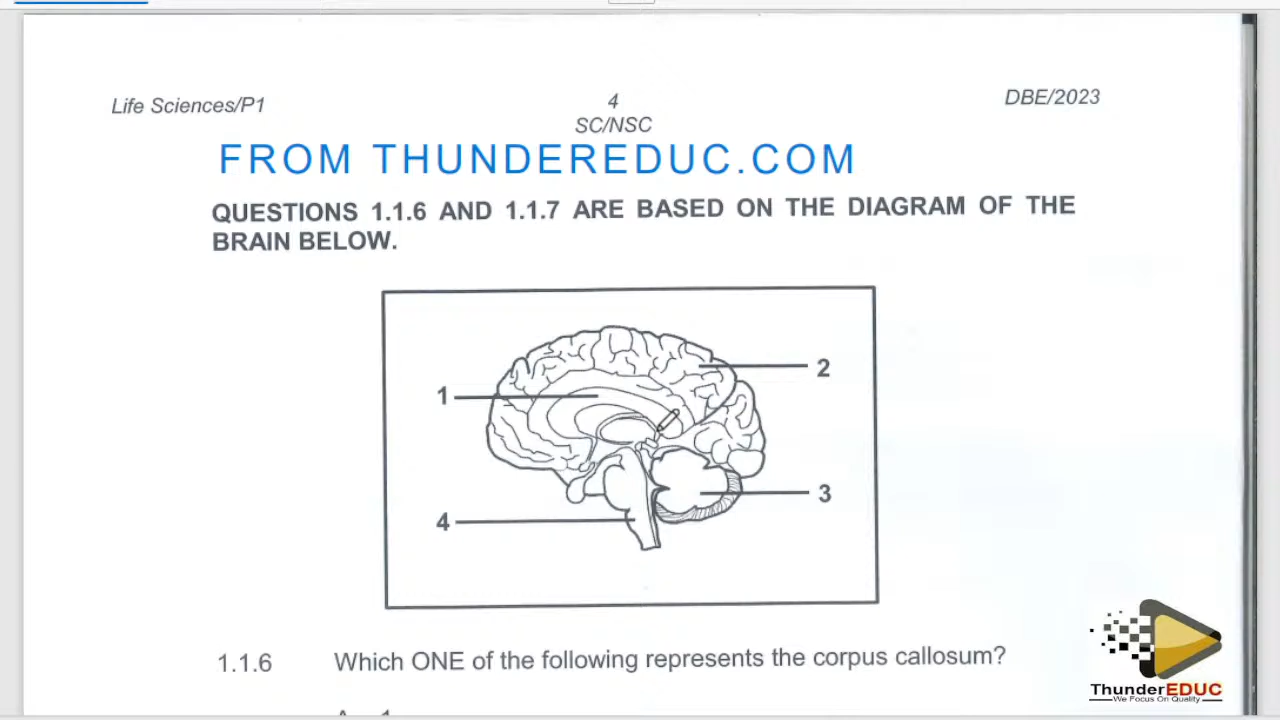 Life Sciences/P1
4
SC/NSC
DBE/2023
FROM THUNDEREDUC.COM
QUESTIONS 1.1.6 AND 1.1.7 ARE BASED ON THE DIAGRAM OF THE
BRAIN BELOW.
1
2
3
4
1.1.6 Which ONE of the following represents the corpus callosum?
A 1
ThunderEDUC
We Focus On Quality